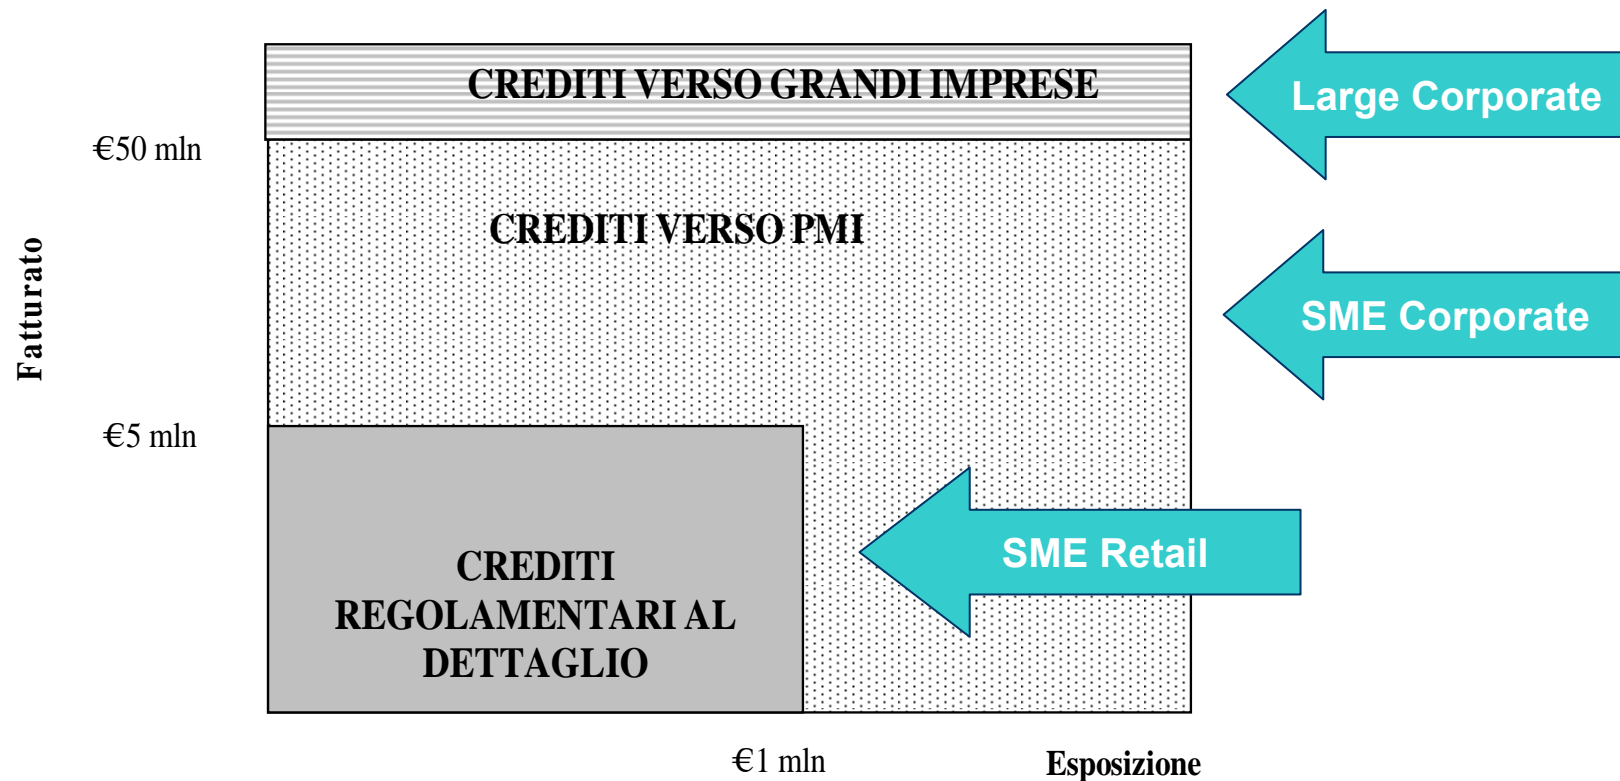 CREDITI VERSO GRANDI IMPRESE
Large Corporate
€50 mln
CREDITI VERSO PMI
Fatturato
SME Corporate
€5 mln
SME Retail
CREDITI
REGOLAMENTARI AL
DETTAGLIO
€1 mln
Esposizione